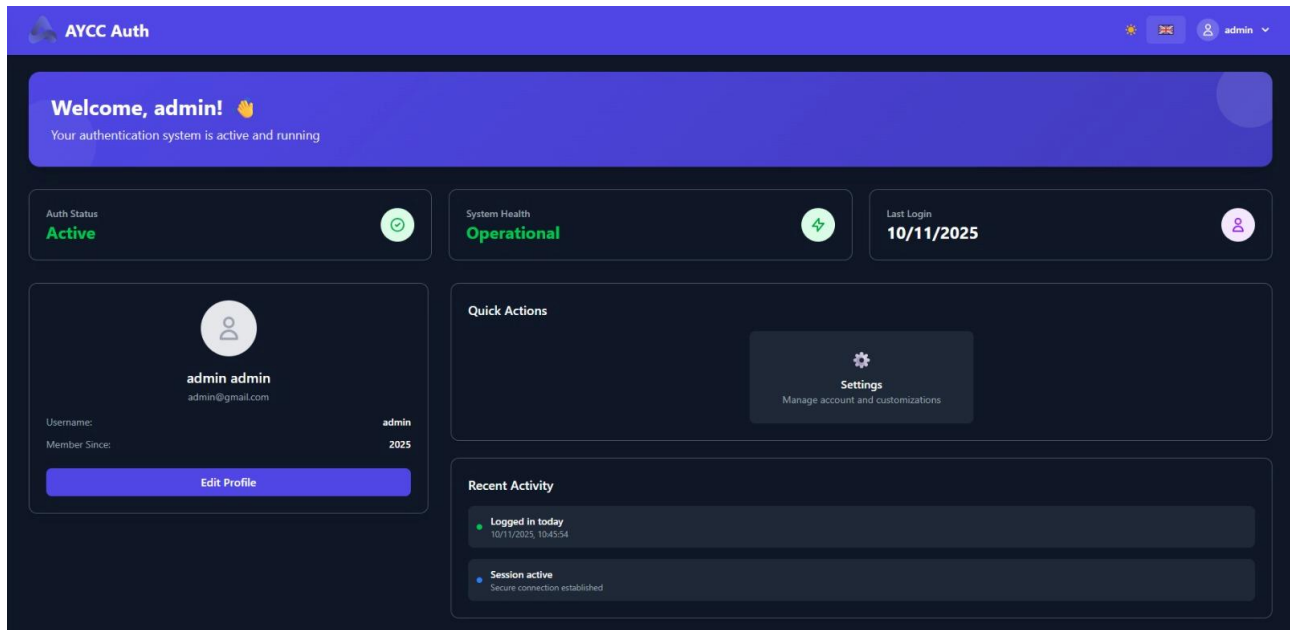 AYCC Auth
admin
Welcome, admin! 👋
Your authentication system is active and running
Auth Status
Active
System Health
Operational
Last Login
10/11/2025
admin admin
admin@gmail.com
Username: admin
Member Since: 2025
Edit Profile
Quick Actions
Settings
Manage account and customizations
Recent Activity
Logged in today
10/11/2025, 10:45:54
Session active
Secure connection established